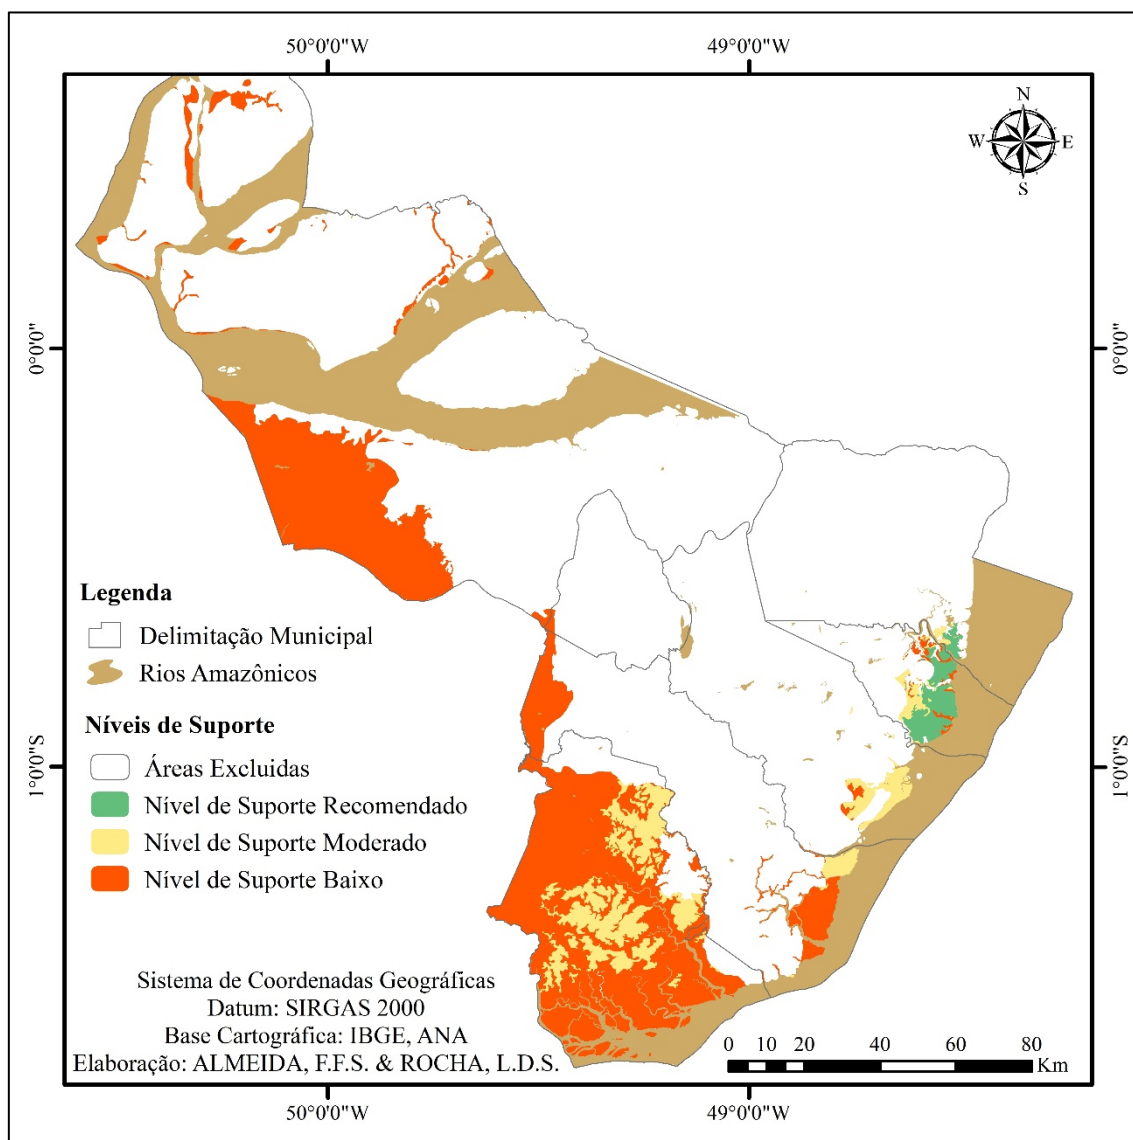 50°0'0"W
49°0'0"W
N
W
E
S
0°0'0"
0°0'0"
Legenda
Delimitação Municipal
Rios Amazônicos
Níveis de Suporte
1°0'0"S
1°0'0"S
Áreas Excluidas
Nível de Suporte Recomendado
Nível de Suporte Moderado
Nível de Suporte Baixo
Sistema de Coordenadas Geográficas
Datum: SIRGAS 2000
Base Cartográfica: IBGE, ANA
Elaboração: ALMEIDA, F.F.S. & ROCHA, L.D.S.
0 10 20 40 60 80
Km
50°0'0"W
49°0'0"W